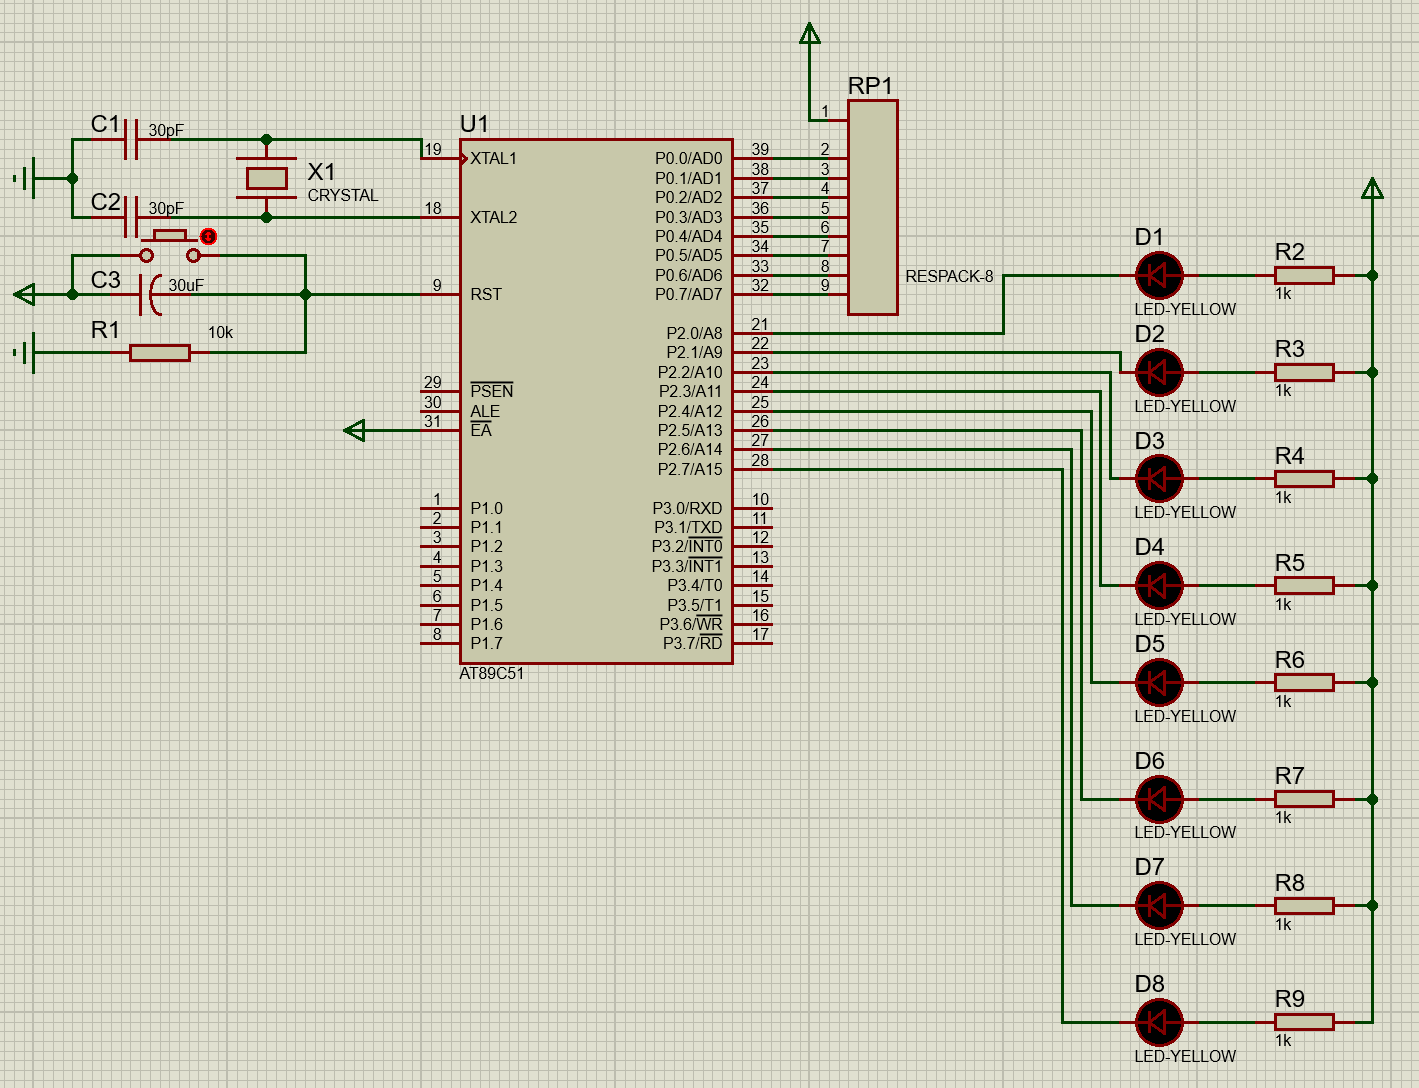 C1
30pF
C2
30pF
X1
CRYSTAL
C3
30uF
R1
10k
U1
19
XTAL1
18
XTAL2
9
RST
29
PSEN
30
ALE
31
EA
1
P1.0
2
P1.1
3
P1.2
4
P1.3
5
P1.4
6
P1.5
7
P1.6
8
P1.7
P0.0/AD0
39
P0.1/AD1
38
P0.2/AD2
37
P0.3/AD3
36
P0.4/AD4
35
P0.5/AD5
34
P0.6/AD6
33
P0.7/AD7
32
P2.0/A8
21
P2.1/A9
22
P2.2/A10
23
P2.3/A11
24
P2.4/A12
25
P2.5/A13
26
P2.6/A14
27
P2.7/A15
28
P3.0/RXD
10
P3.1/TXD
11
P3.2/INT0
12
P3.3/INT1
13
P3.4/T0
14
P3.5/T1
15
P3.6/WR
16
P3.7/RD
17
AT89C51
RP1
1
2
3
4
5
6
7
8
9
RESPACK-8
D1
LED-YELLOW
R2
1k
D2
LED-YELLOW
R3
1k
D3
LED-YELLOW
R4
1k
D4
LED-YELLOW
R5
1k
D5
LED-YELLOW
R6
1k
D6
LED-YELLOW
R7
1k
D7
LED-YELLOW
R8
1k
D8
LED-YELLOW
R9
1k